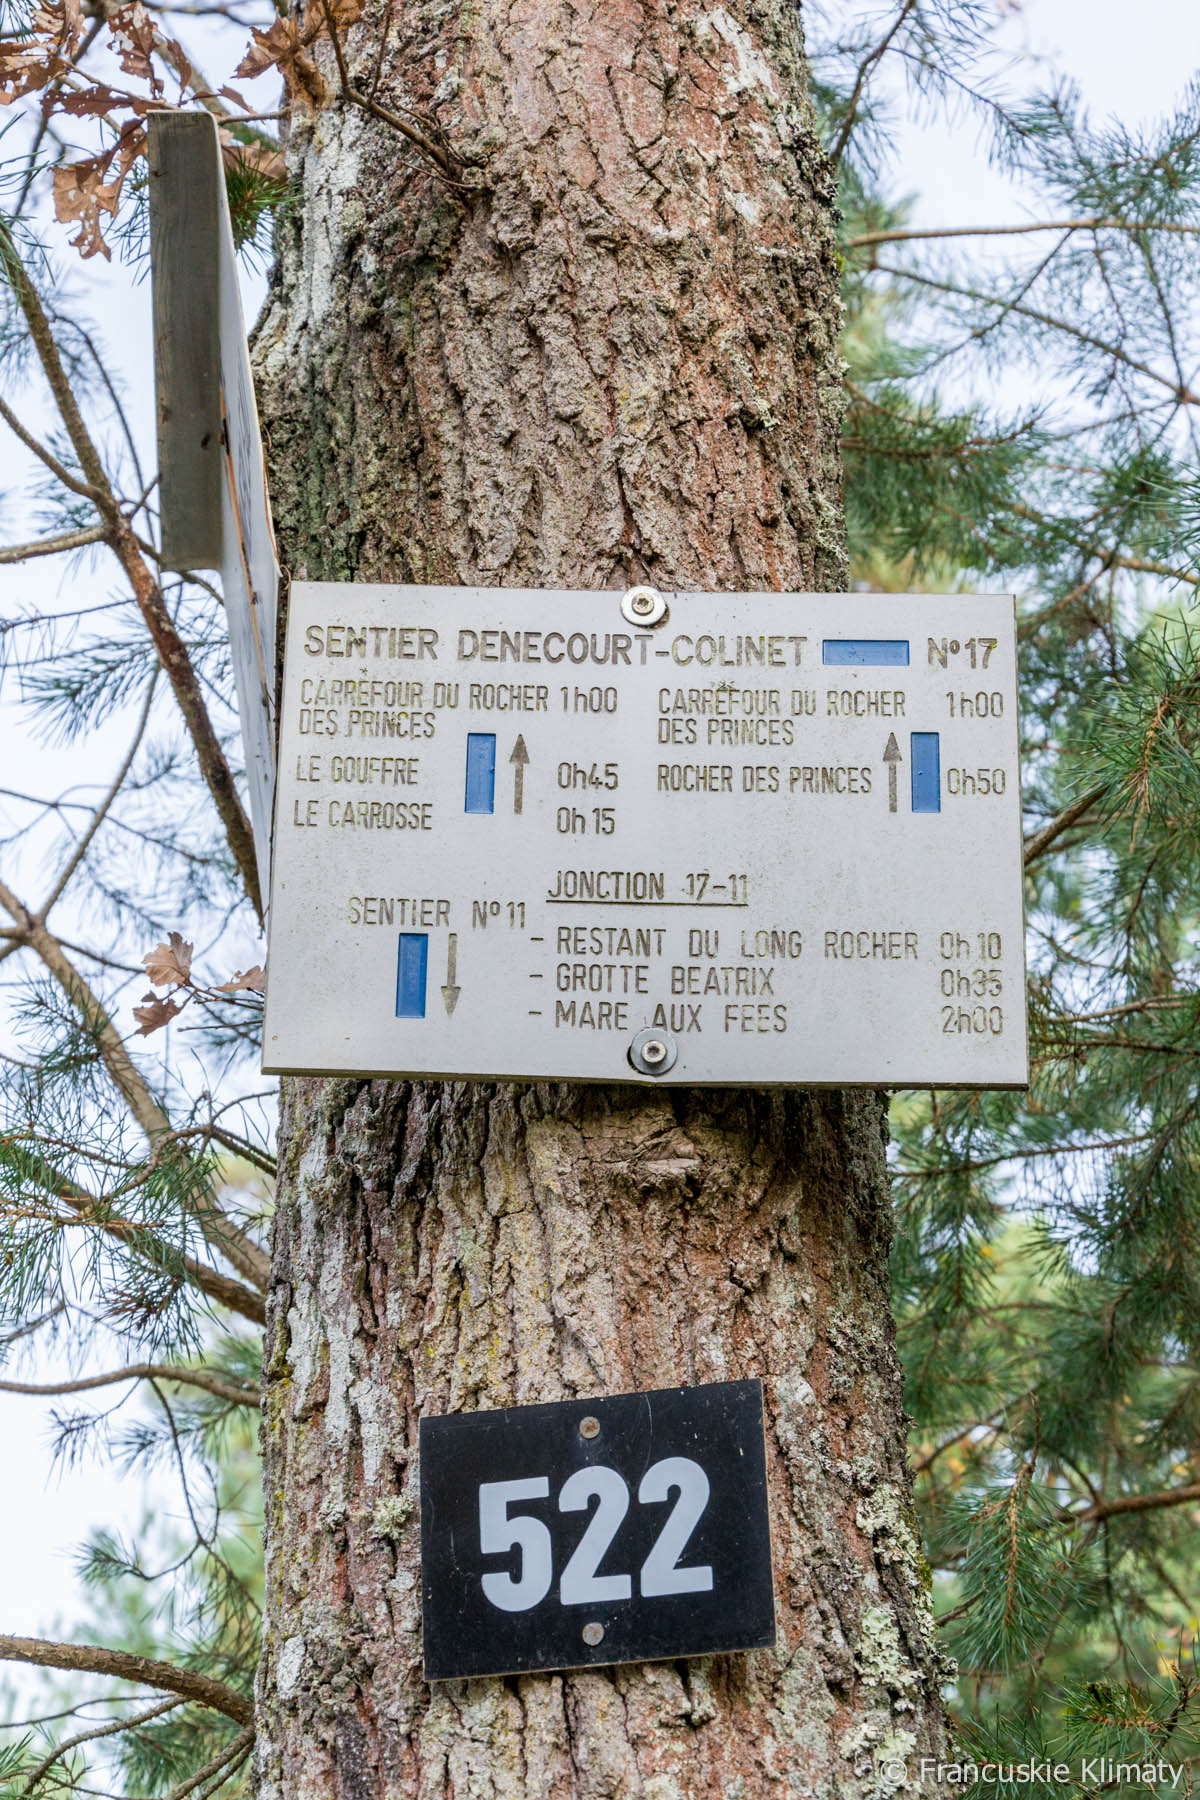 SENTIER DENECOURT-COLINET Nº17
CARREFOUR DU ROCHER 1h00
DES PRINCES
LE GOUFFRE 0h45
LE CARROSSE 0h15
CARREFOUR DU ROCHER 1h00
DES PRINCES
ROCHER DES PRINCES 0h50
JONCTION 17-11
SENTIER Nº11
- RESTANT DU LONG ROCHER 0h10
- GROTTE BEATRIX 0h35
- MARE AUX FEES 2h00
522
© Francuskie Klimaty